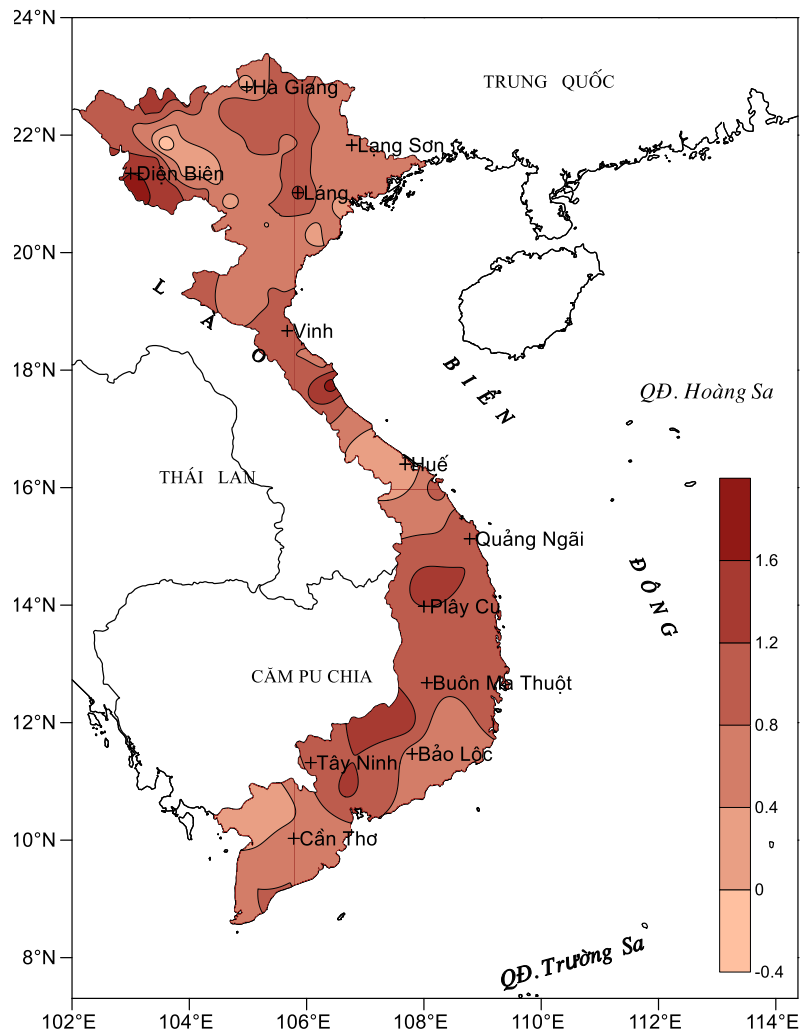 24°N
TRUNG QUỐC
Hà Giang
22°N
Lạng Sơn
Điện Biên
Láng
20°N
LÀO
Vinh
18°N
BIỂN
QĐ. Hoàng Sa
Huế
THÁI LAN
16°N
Quảng Ngãi
1.6
ĐÔNG
14°N
Plây Cu
1.2
CĂM PU CHIA
Buôn Ma Thuột
12°N
0.8
Bảo Lộc
Tây Ninh
0.4
10°N
Cần Thơ
0
8°N
QĐ. Trường Sa
-0.4
102°E 104°E 106°E 108°E 110°E 112°E 114°E